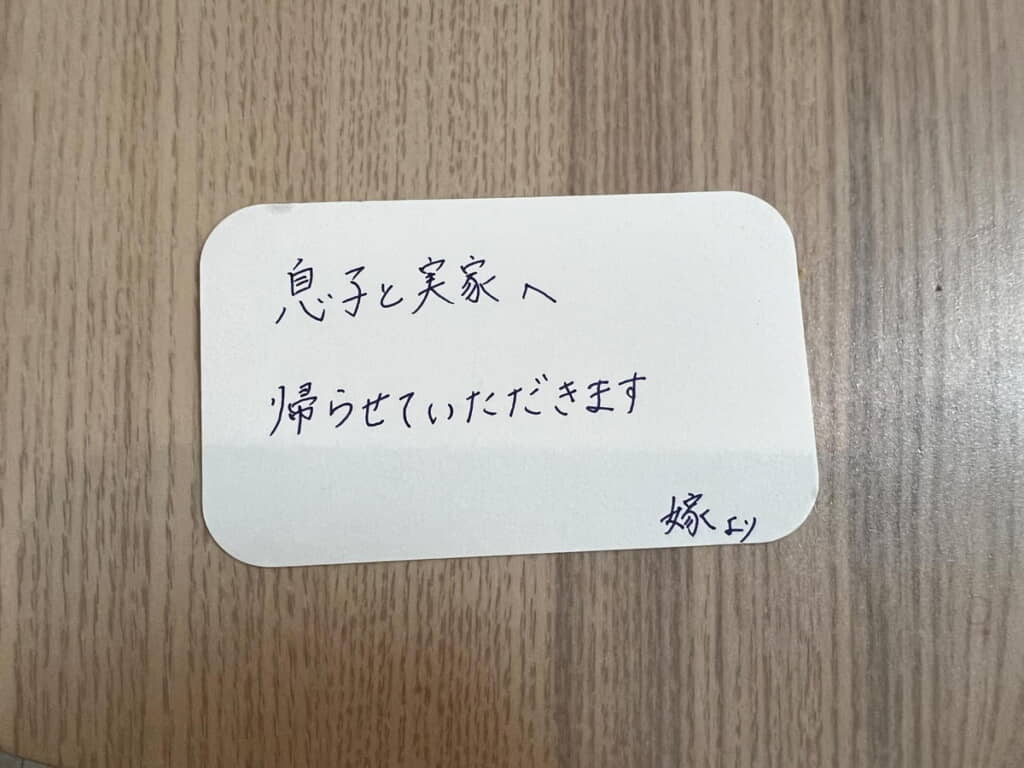 息子と実家へ
帰らせていただきます
嫁より